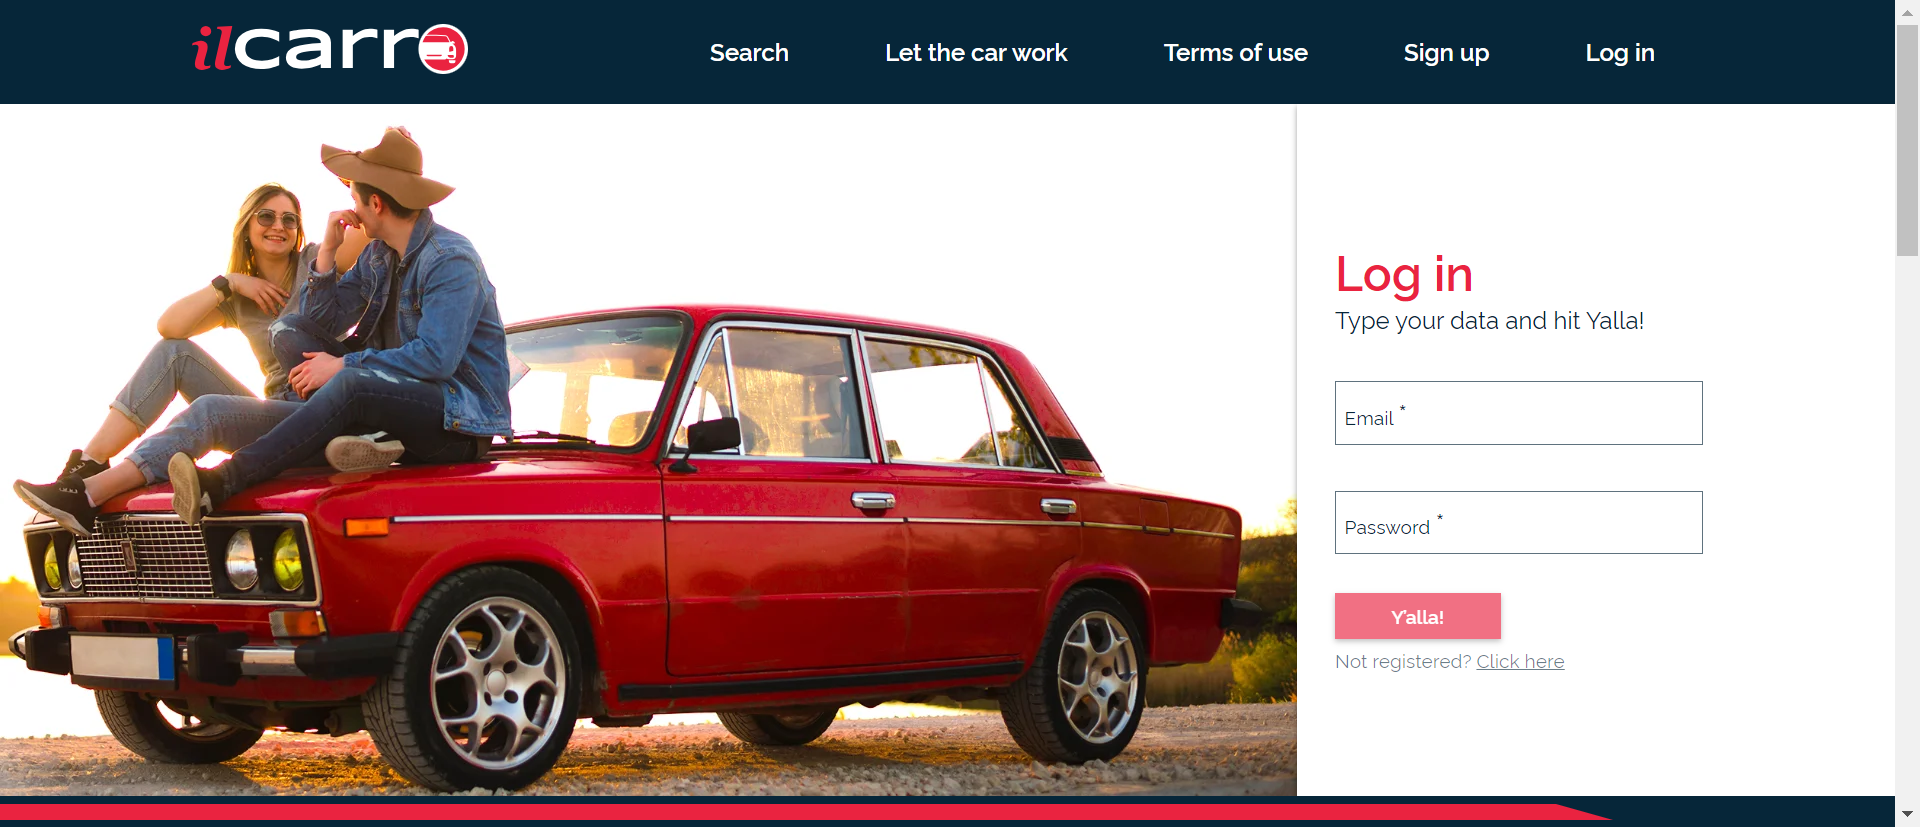 ilcarro
Search Let the car work Terms of use Sign up Log in
Log in
Type your data and hit Yalla!
Email *
Password *
Y'alla!
Not registered? Click here